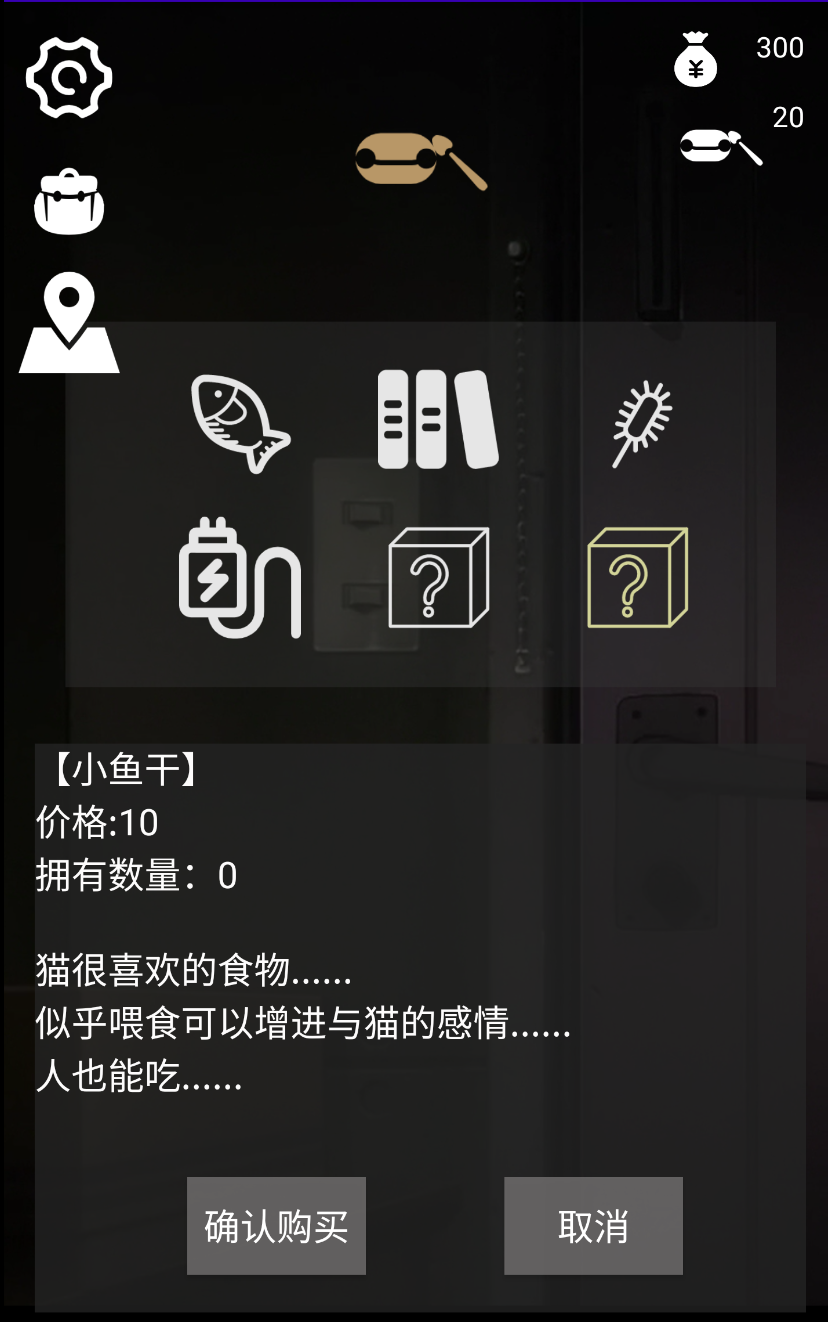 300
20
【小鱼干】
价格:10
拥有数量：0
猫很喜欢的食物......
似乎喂食可以增进与猫的感情......
人也能吃......
确认购买
取消